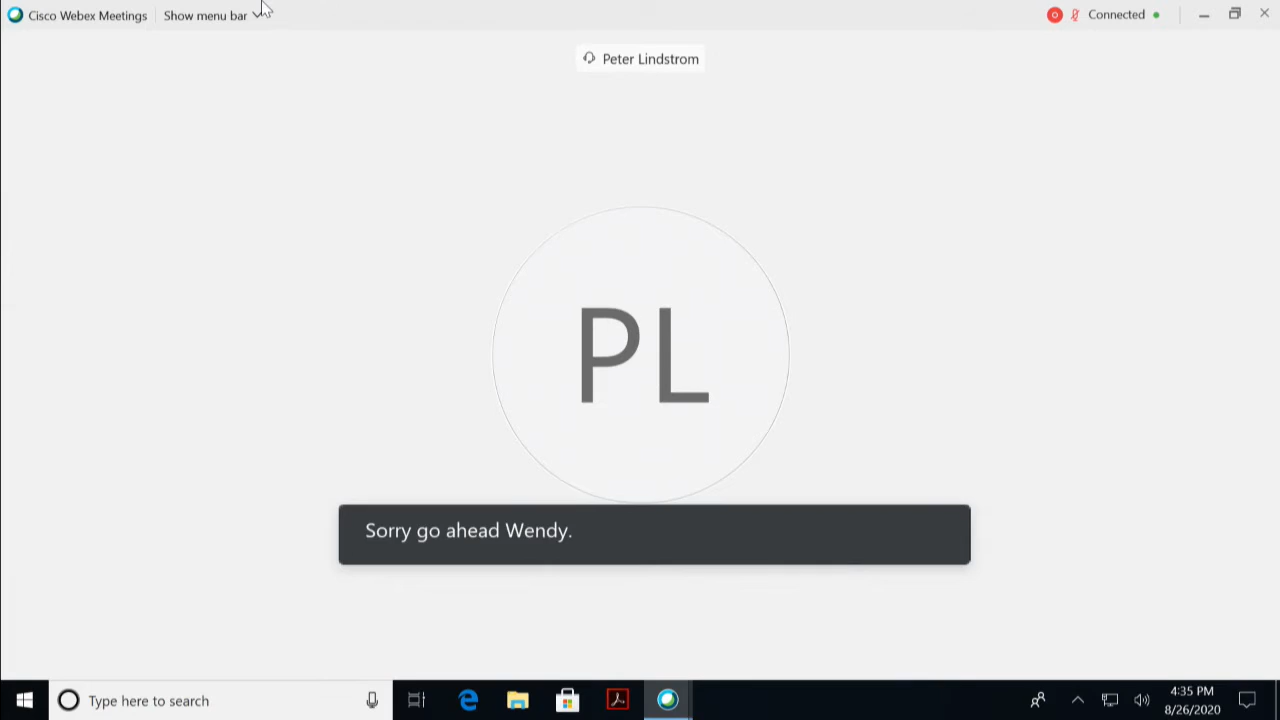 Cisco Webex Meetings
Show menu bar
Connected
Peter Lindstrom
PL
Sorry go ahead Wendy.
Type here to search
4:35 PM
8/26/2020